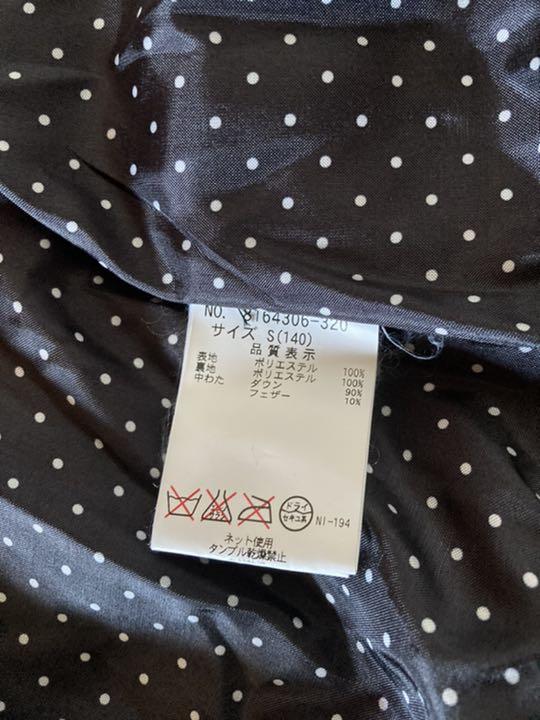 NO. 8164306-320
サイズ S(140)
品質表示
表地 ポリエステル 100%
裏地 ポリエステル 100%
中わた ダウン 90%
フェザー 10%
ドライ
セキユ系
NI-194
ネット使用
タンブル乾燥禁止